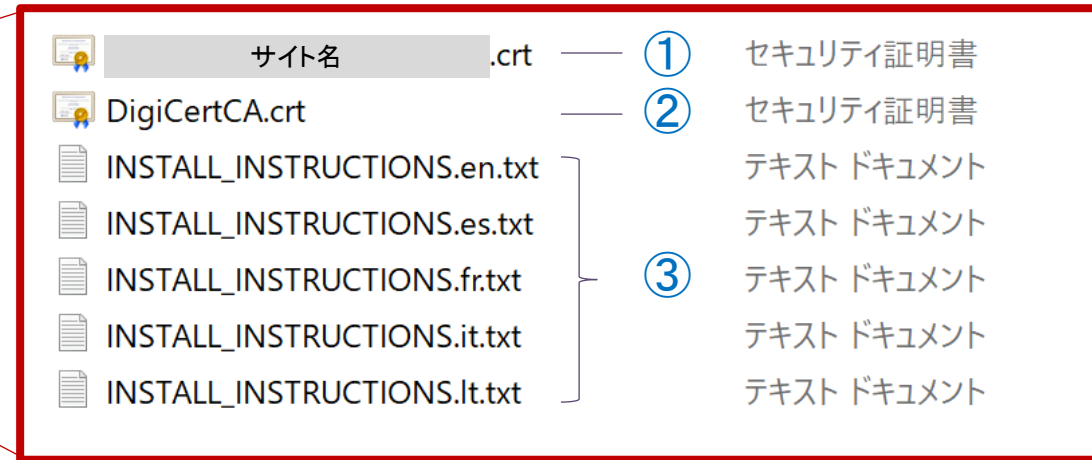 サイト名 .crt ① セキュリティ証明書
DigiCertCA.crt ② セキュリティ証明書
INSTALL_INSTRUCTIONS.en.txt テキスト ドキュメント
INSTALL_INSTRUCTIONS.es.txt テキスト ドキュメント
INSTALL_INSTRUCTIONS.fr.txt ③ テキスト ドキュメント
INSTALL_INSTRUCTIONS.it.txt テキスト ドキュメント
INSTALL_INSTRUCTIONS.lt.txt テキスト ドキュメント